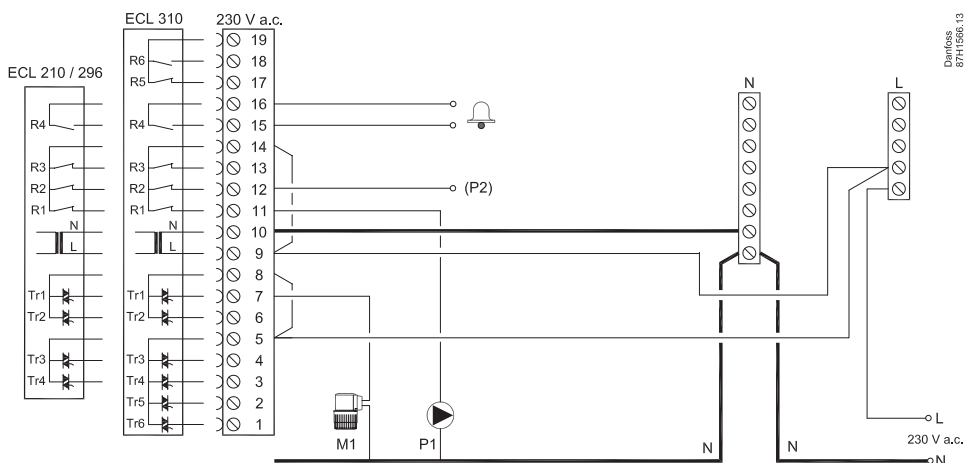 ECL 310
230 V a.c.
Danfoss
87H1566.13
ECL 210 / 296
R4
R3
R2
R1
N
L
Tr1
Tr2
Tr3
Tr4
R6
R5
R4
R3
R2
R1
N
L
Tr1
Tr2
Tr3
Tr4
Tr5
Tr6
19
18
17
16
15
14
13
12
11
10
9
8
7
6
5
4
3
2
1
(P2)
N
L
M1
P1
N
N
L
230 V a.c.
N